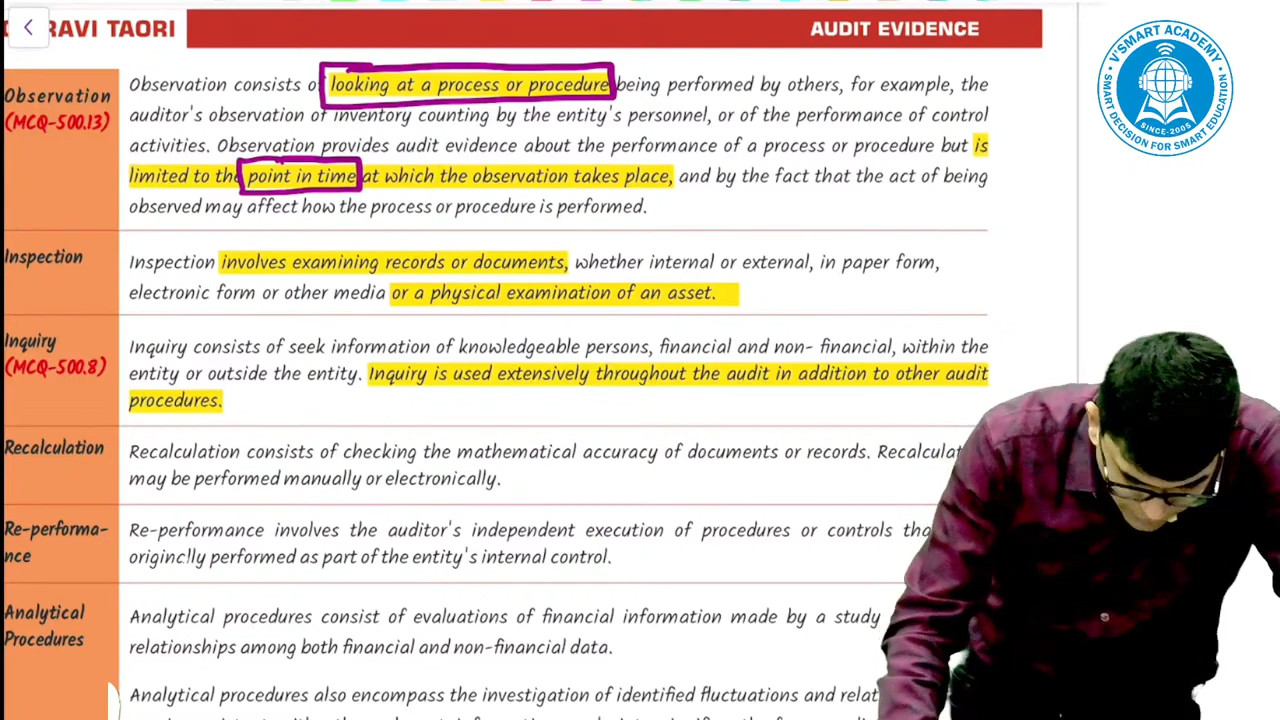 RAVI TAORI
AUDIT EVIDENCE
Observation
(MCQ-500.13)
Observation consists of looking at a process or procedure being performed by others, for example, the
auditor's observation of inventory counting by the entity's personnel, or of the performance of control
activities. Observation provides audit evidence about the performance of a process or procedure but is
limited to the point in time at which the observation takes place, and by the fact that the act of being
observed may affect how the process or procedure is performed.
Inspection
Inspection involves examining records or documents, whether internal or external, in paper form,
electronic form or other media or a physical examination of an asset.
Inquiry
(MCQ-500.8)
Inquiry consists of seek information of knowledgeable persons, financial and non- financial, within the
entity or outside the entity. Inquiry is used extensively throughout the audit in addition to other audit
procedures.
Recalculation
Recalculation consists of checking the mathematical accuracy of documents or records. Recalculat
may be performed manually or electronically.
Re-performa-
nce
Re-performance involves the auditor's independent execution of procedures or controls tha
originally performed as part of the entity's internal control.
Analytical
Procedures
Analytical procedures consist of evaluations of financial information made by a study
relationships among both financial and non-financial data.
Analytical procedures also encompass the investigation of identified fluctuations and relat
V'SMART ACADEMY
SINCE-2005
SMART DECISION FOR SMART EDUCATION